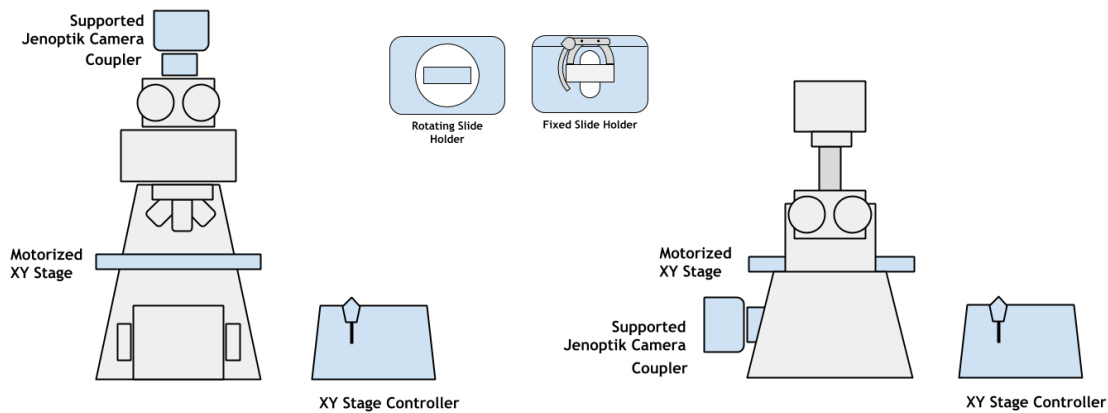 Supported
Jenoptik Camera
Coupler
Rotating Slide
Holder
Fixed Slide Holder
Motorized
XY Stage
XY Stage Controller
Motorized
XY Stage
Supported
Jenoptik Camera
Coupler
XY Stage Controller